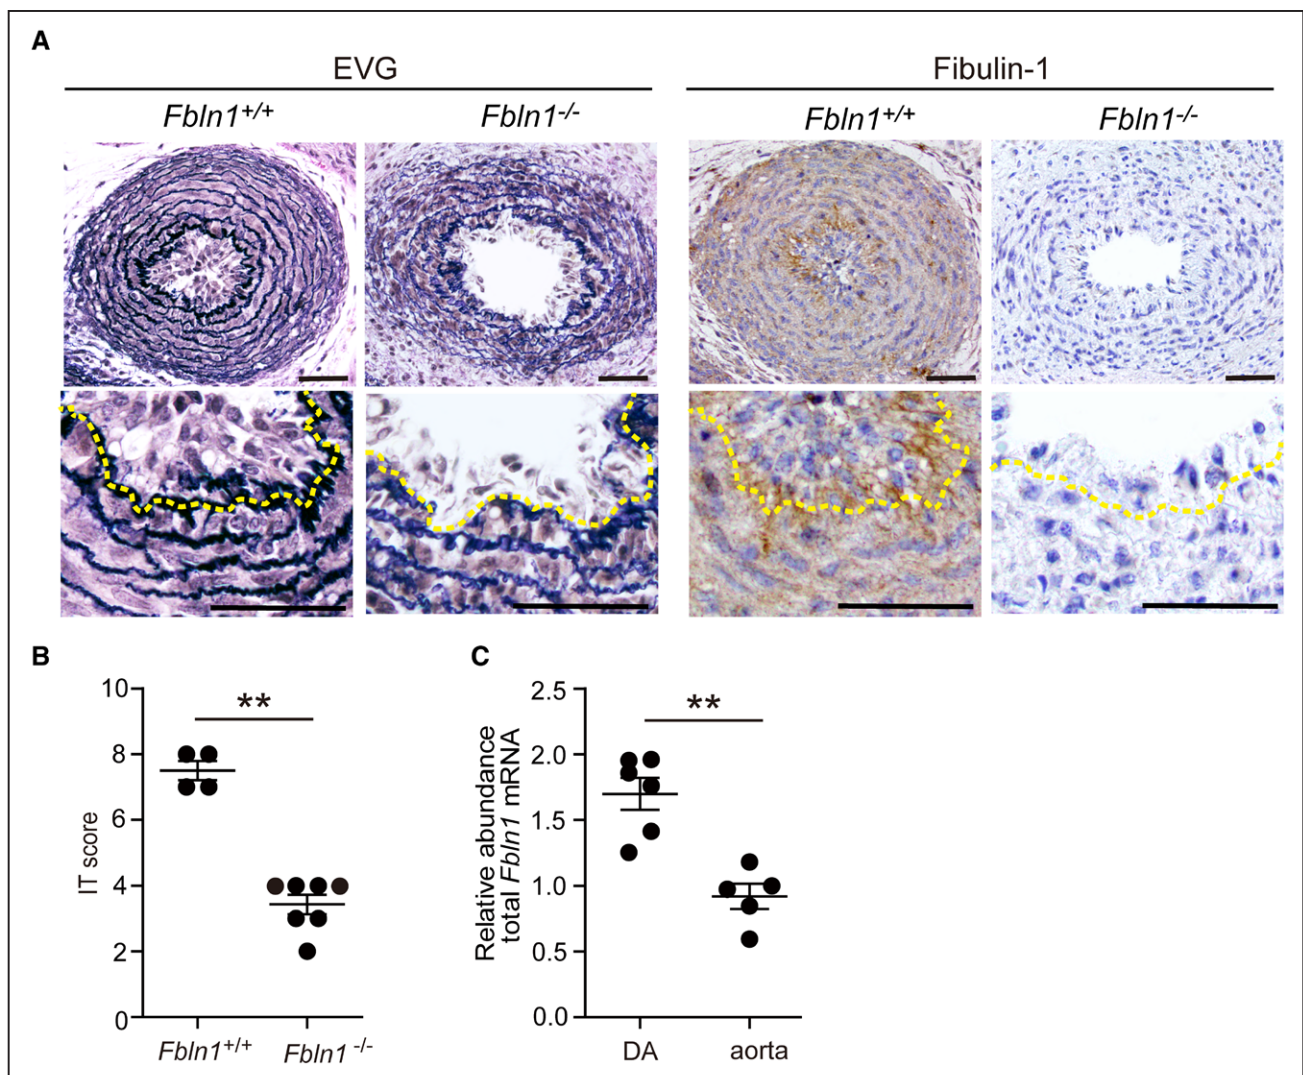 A
EVG
Fibulin-1
Fbln1+/+
Fbln1-/-
Fbln1+/+
Fbln1-/-
B
IT score
10
8
6
4
2
0
**
Fbln1+/+
Fbln1-/-
C
Relative abundance
total Fbln1 mRNA
2.5
2.0
1.5
1.0
0.5
0.0
**
DA
aorta